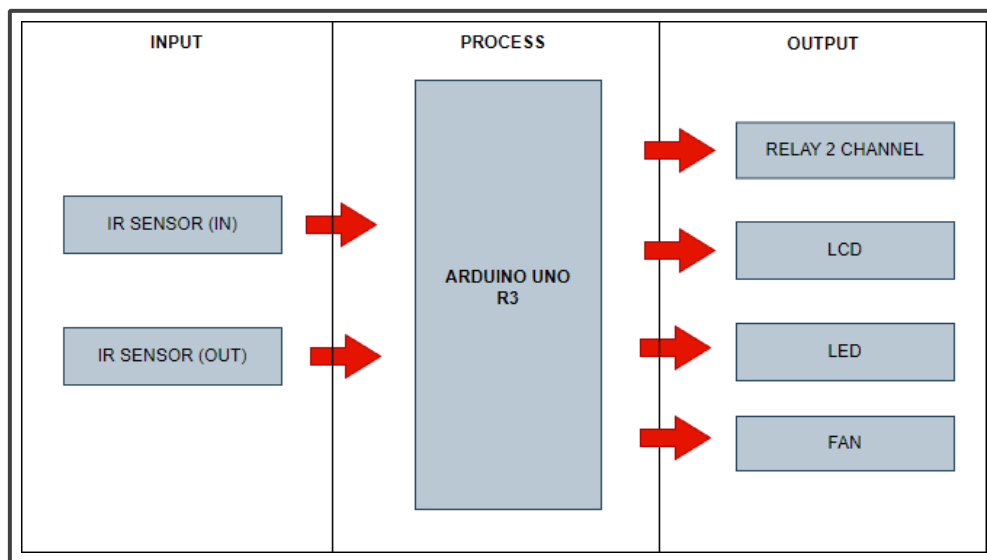 INPUT
PROCESS
OUTPUT
IR SENSOR (IN)
IR SENSOR (OUT)
ARDUINO UNO
R3
RELAY 2 CHANNEL
LCD
LED
FAN